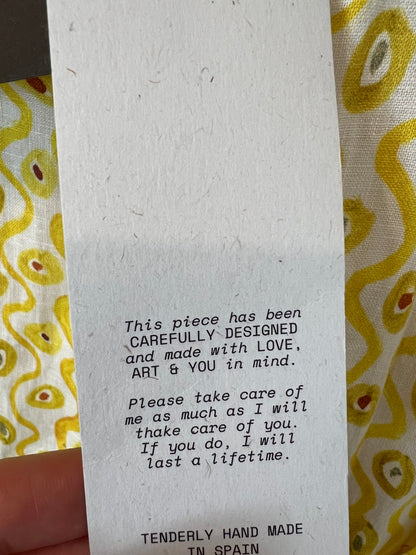 This piece has been
CAREFULLY DESIGNED
and made with LOVE,
ART & YOU in mind.
Please take care of
me as much as I will
thake care of you.
If you do, I will
last a lifetime.
TENDERLY HAND MADE
IN SPAIN